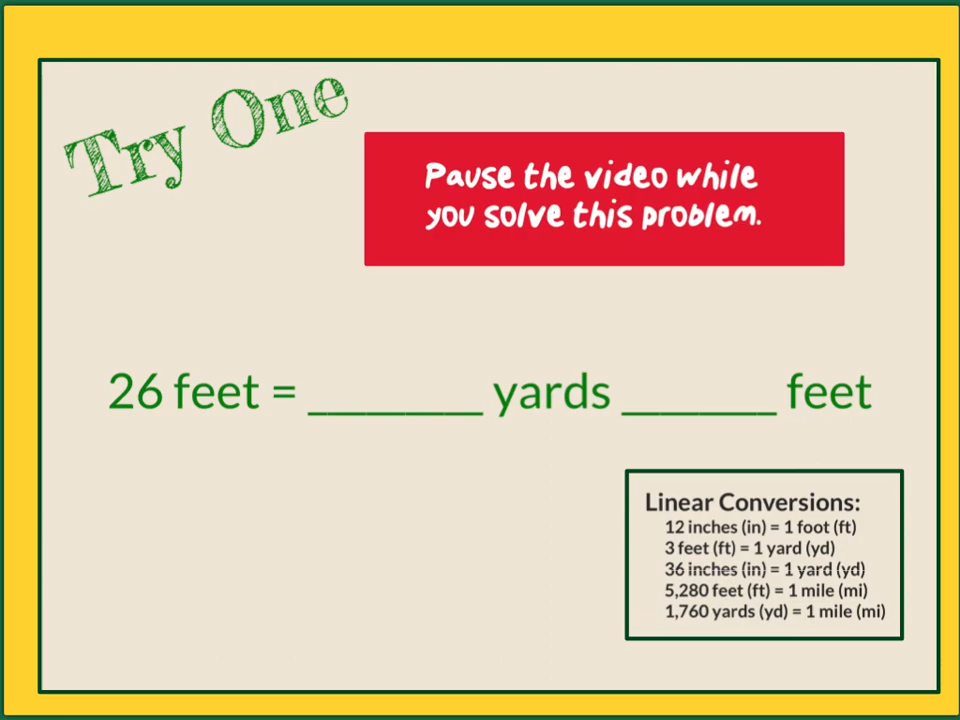 Try One
Pause the video while
you solve this problem.
26 feet = _______ yards ______ feet
Linear Conversions:
12 inches (in) = 1 foot (ft)
3 feet (ft) = 1 yard (yd)
36 inches (in) = 1 yard (yd)
5,280 feet (ft) = 1 mile (mi)
1,760 yards (yd) = 1 mile (mi)